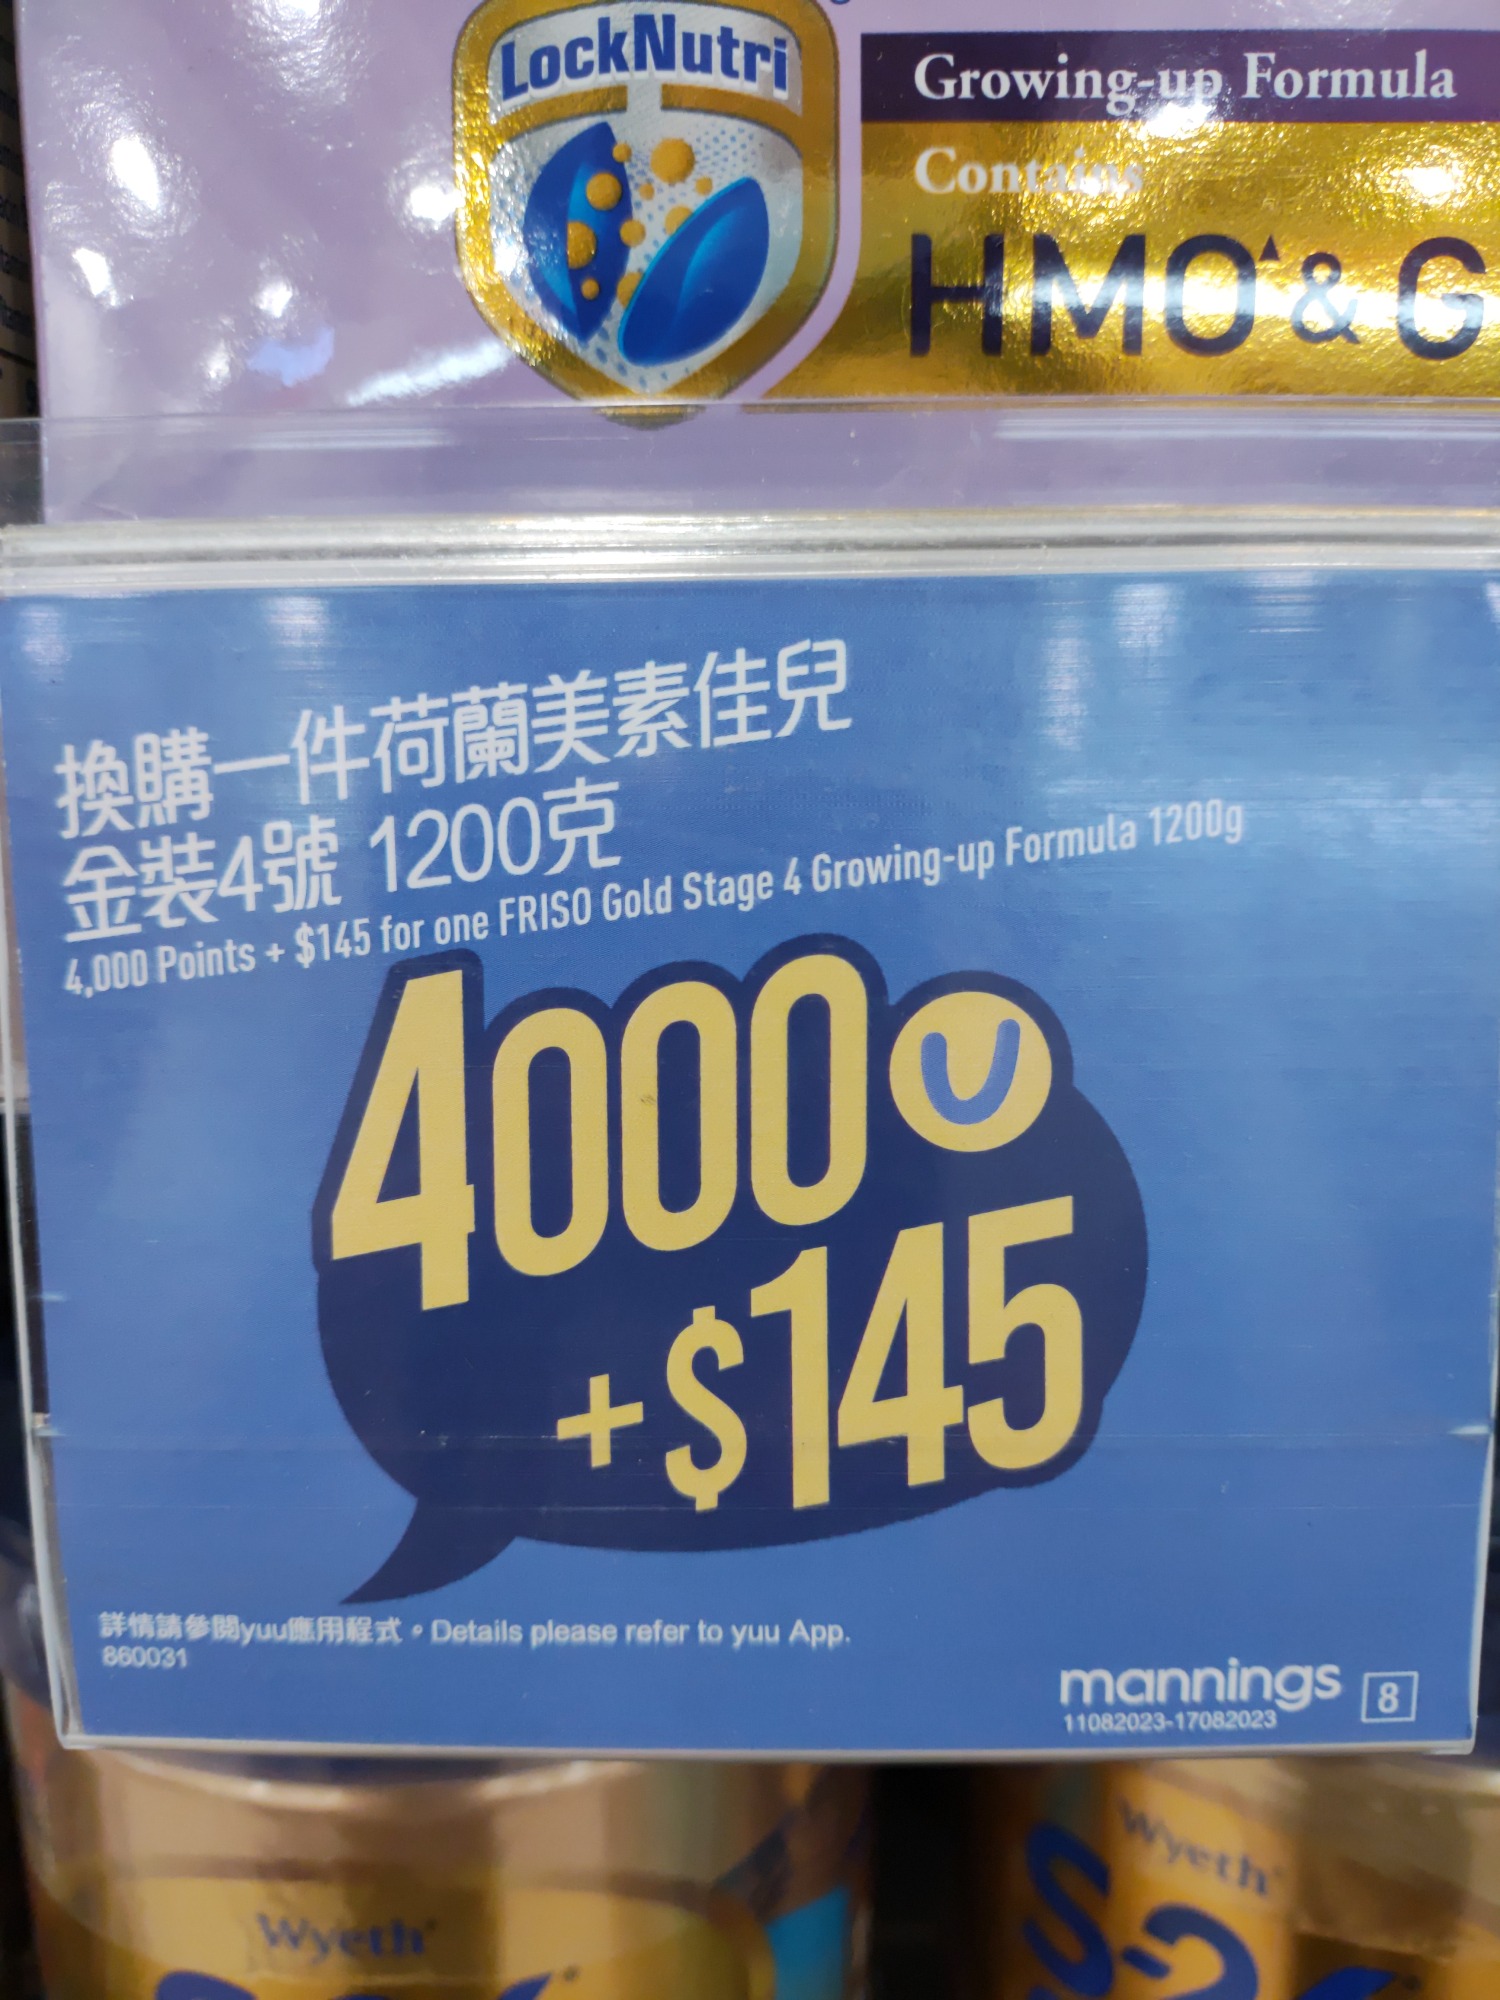 LockNutri
Growing-up Formula
Contains
HMO▲& G
換購一件荷蘭美素佳兒
金裝4號 1200克
4,000 Points + $145 for one FRISO Gold Stage 4 Growing-up Formula 1200g
4000 U
+$145
詳情請參閱yuu應用程式。Details please refer to yuu App.
860031
mannings 8
11082023-17082023
Wyeth
Wyeth
S-26